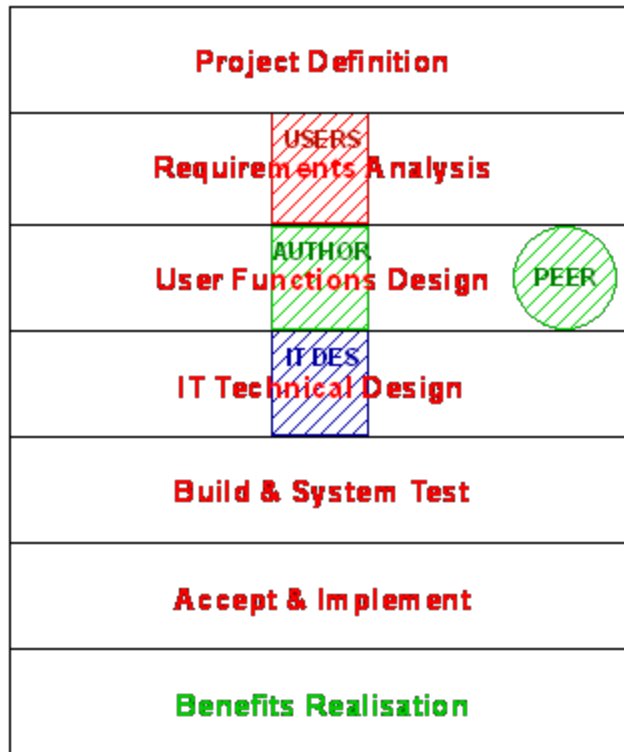 Project Definition
USERS
Requirements Analysis
AUTHOR
User Functions Design
PEER
IT DES
IT Technical Design
Build & System Test
Accept & Implement
Benefits Realisation